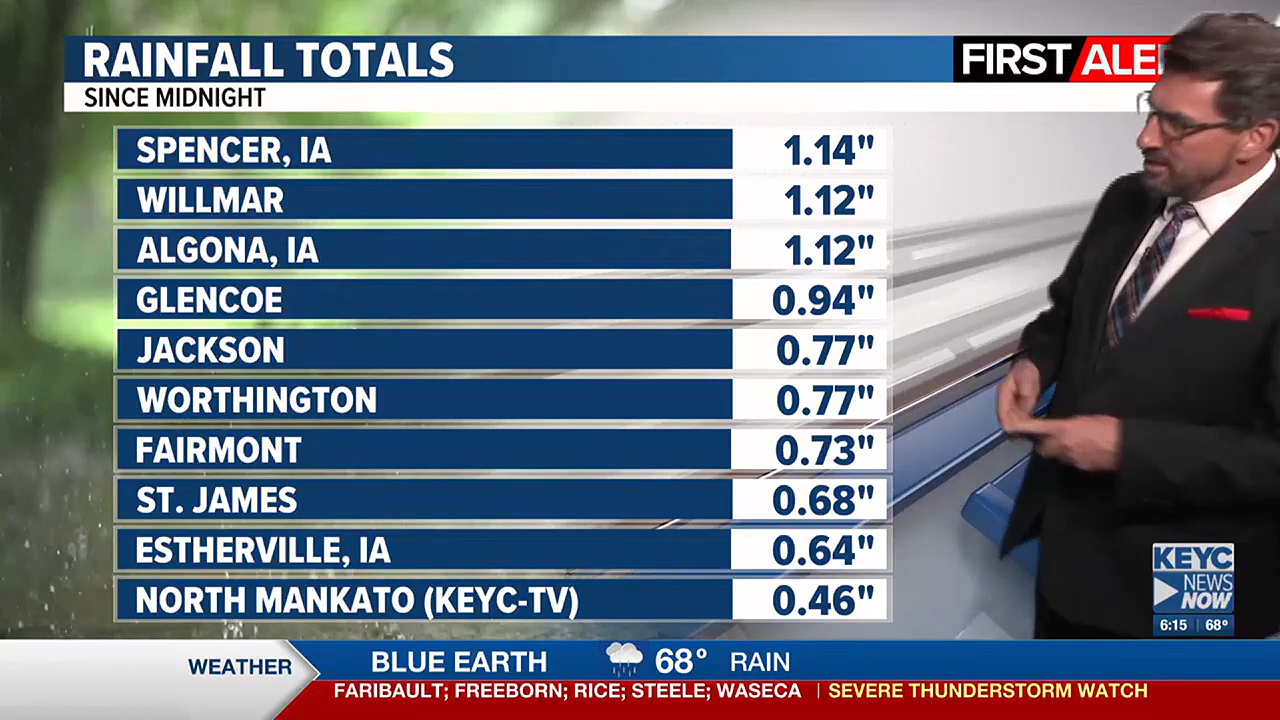 RAINFALL TOTALS
FIRST ALE
SINCE MIDNIGHT
SPENCER, IA 1.14"
WILLMAR 1.12"
ALGONA, IA 1.12"
GLENCOE 0.94"
JACKSON 0.77"
WORTHINGTON 0.77"
FAIRMONT 0.73"
ST. JAMES 0.68"
ESTHERVILLE, IA 0.64"
NORTH MANKATO (KEYC-TV) 0.46"
KEYC
NEWS
NOW
6:15 68°
WEATHER BLUE EARTH 68° RAIN
FARIBAULT; FREEBORN; RICE; STEELE; WASECA | SEVERE THUNDERSTORM WATCH